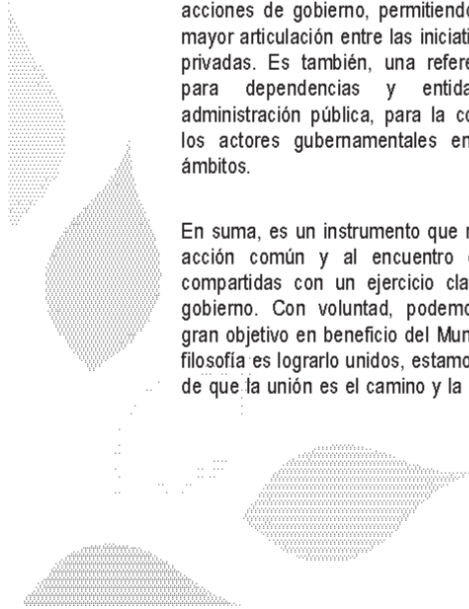 acciones de gobierno, permitiendo
mayor articulación entre las iniciati
privadas. Es también, una refere
para dependencias y entida
administración pública, para la co
los actores gubernamentales en
ámbitos.
En suma, es un instrumento que
acción común y al encuentro
compartidas con un ejercicio cla
gobierno. Con voluntad, podemo
gran objetivo en beneficio del Mun
filosofía es lograrlo unidos, estamo
de que la unión es el camino y la